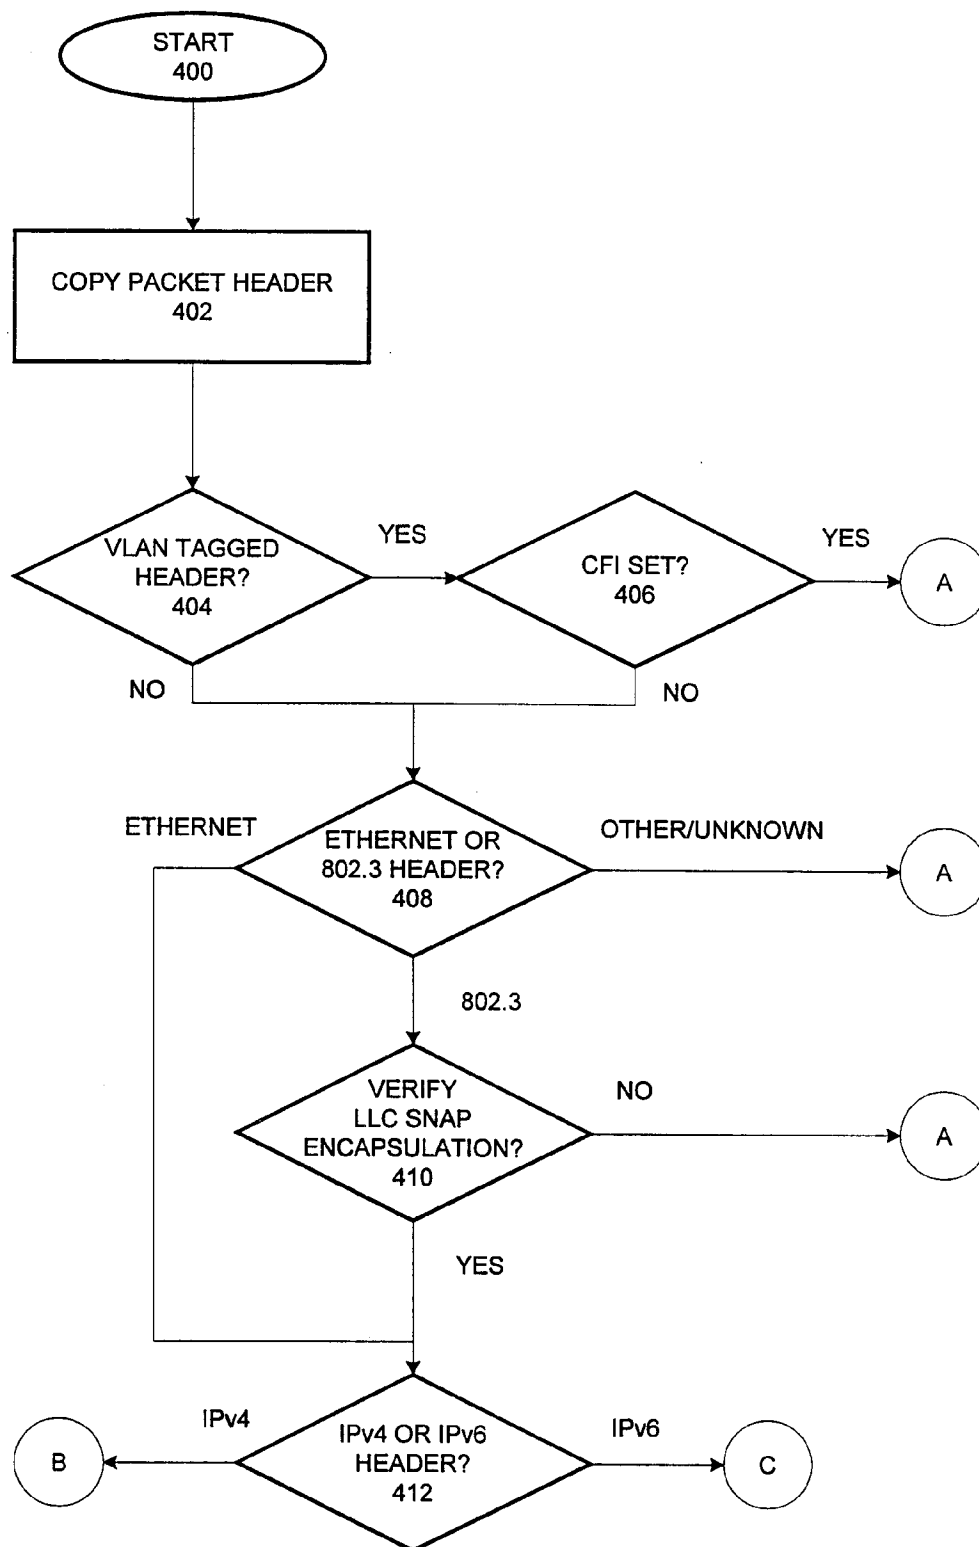 START
400
COPY PACKET HEADER
402
VLAN TAGGED
HEADER?
404
YES
CFI SET?
406
YES
A
NO
NO
ETHERNET
ETHERNET OR
802.3 HEADER?
408
OTHER/UNKNOWN
A
802.3
VERIFY
LLC SNAP
ENCAPSULATION?
410
NO
A
YES
IPv4
IPv4 OR IPv6
HEADER?
412
IPv6
B
C